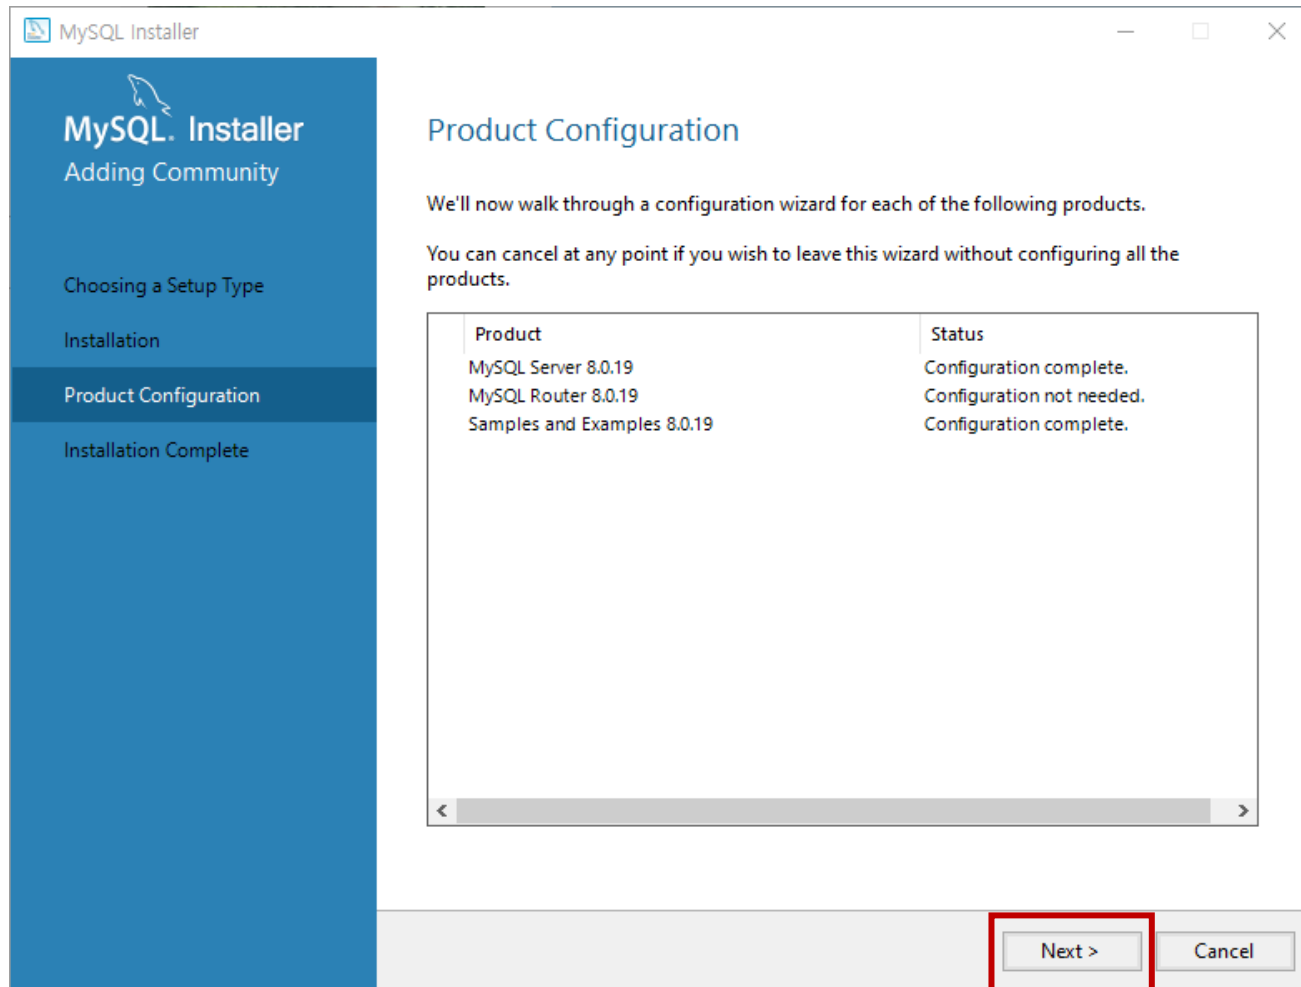 MySQL Installer
MySQL. Installer
Adding Community
Choosing a Setup Type
Installation
Product Configuration
Installation Complete
Product Configuration
We'll now walk through a configuration wizard for each of the following products.
You can cancel at any point if you wish to leave this wizard without configuring all the
products.
Product Status
MySQL Server 8.0.19 Configuration complete.
MySQL Router 8.0.19 Configuration not needed.
Samples and Examples 8.0.19 Configuration complete.
Next > Cancel